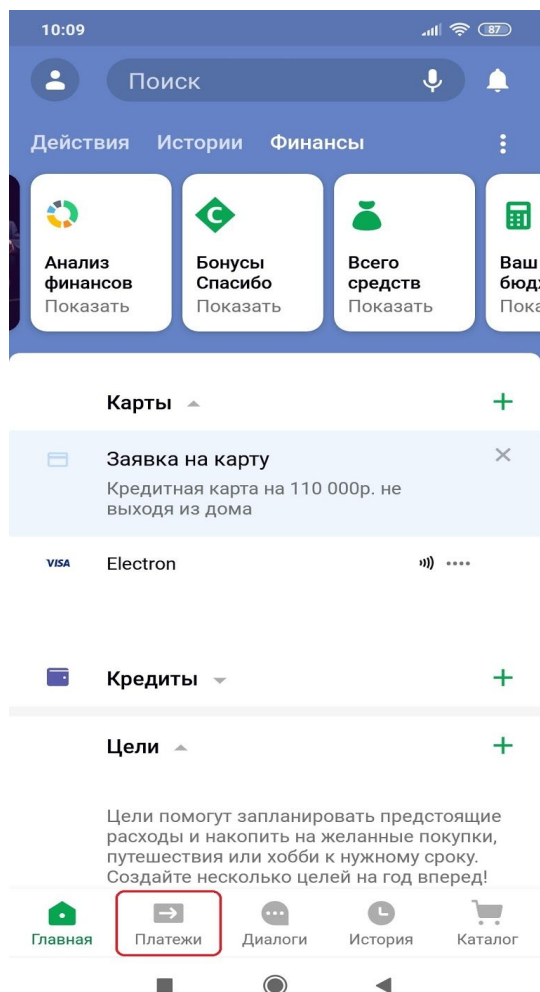 10:09
87
Поиск
Действия Истории Финансы
Анализ
финансов
Показать
Бонусы
Спасибо
Показать
Всего
средств
Показать
Ваш
Карты
Заявка на карту
Кредитная карта на 110 000р. не
выходя из дома
VISA Electron
Кредиты
Цели
Цели помогут запланировать предстоящие
расходы и накопить на желанные покупки,
путешествия или хобби к нужному сроку.
Создайте несколько целей на год вперед!
Главная Платежи Диалоги История Каталог